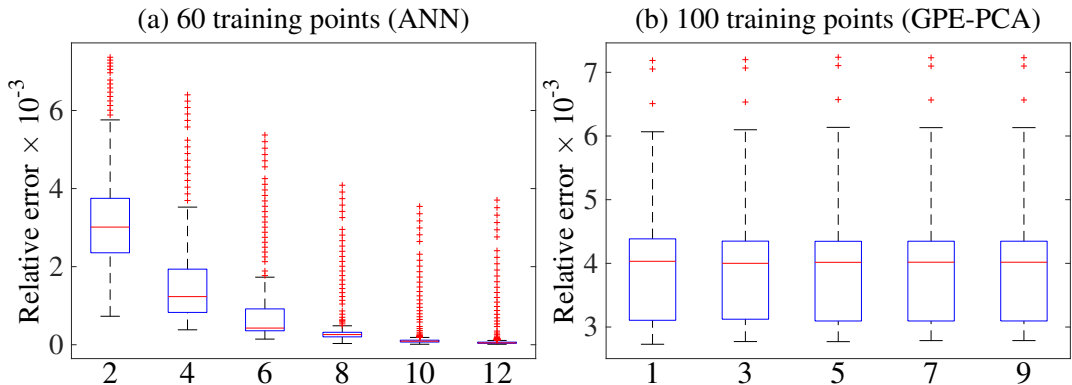 (a) 60 training points (ANN)
Relative error × 10⁻³
6
4
2
0
2 4 6 8 10 12
(b) 100 training points (GPE-PCA)
Relative error × 10⁻³
7
6
5
4
3
1 3 5 7 9